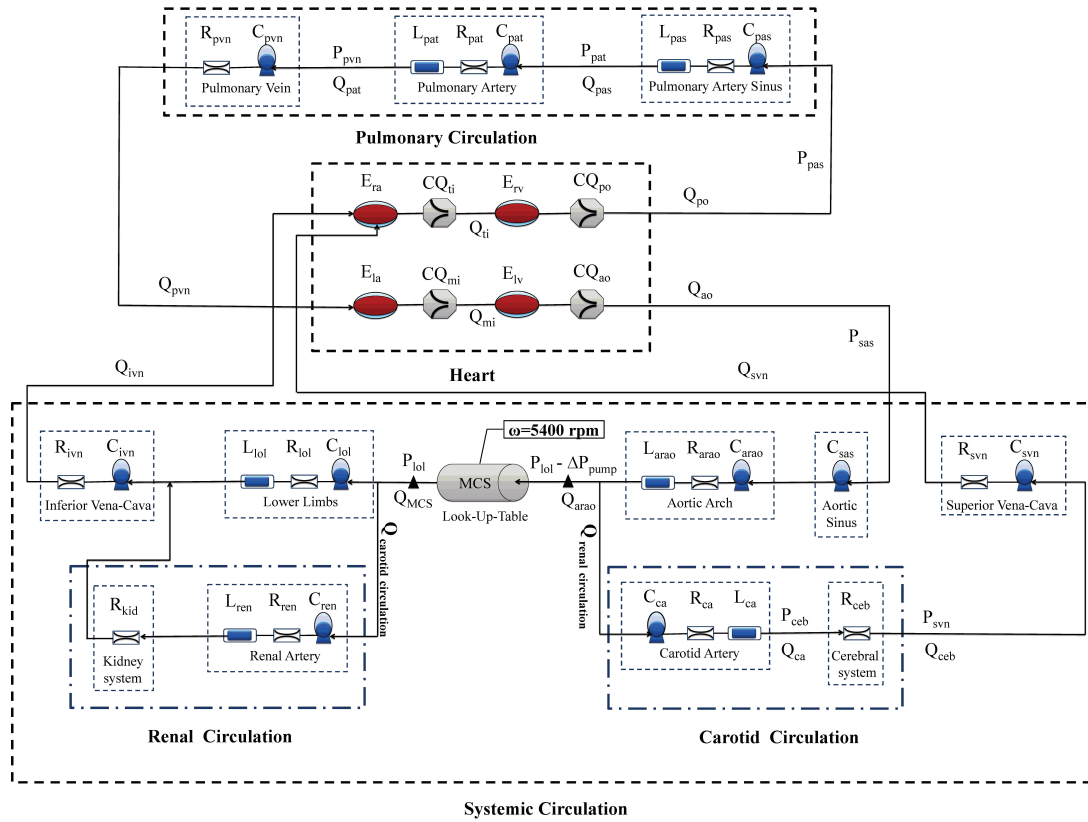 R_pvn C_pvn L_pat R_pat C_pat L_pas R_pas C_pas
P_pvn P_pat
Q_pat Q_pas
Pulmonary Vein Pulmonary Artery Pulmonary Artery Sinus
Pulmonary Circulation
P_pas
E_ra CQ_ti E_rv CQ_po
Q_po
Q_ti
E_la CQ_mi E_lv CQ_ao
Q_pvn Q_ao
Q_mi
P_sas
Q_ivn Heart Q_svn
ω=5400 rpm
R_ivn C_ivn L_lol R_lol C_lol P_lol MCS P_lol - ΔP_pump L_arao R_arao C_arao C_sas R_svn C_svn
Q_MCS Q_arao
Inferior Vena-Cava Lower Limbs Look-Up-Table Aortic Arch Aortic Sinus Superior Vena-Cava
Q_carotid circulation Q_renal circulation
R_kid L_ren R_ren C_ren C_ca R_ca L_ca P_ceb R_ceb P_svn
Q_ca Q_ceb
Kidney system Renal Artery Carotid Artery Cerebral system
Renal Circulation Carotid Circulation
Systemic Circulation